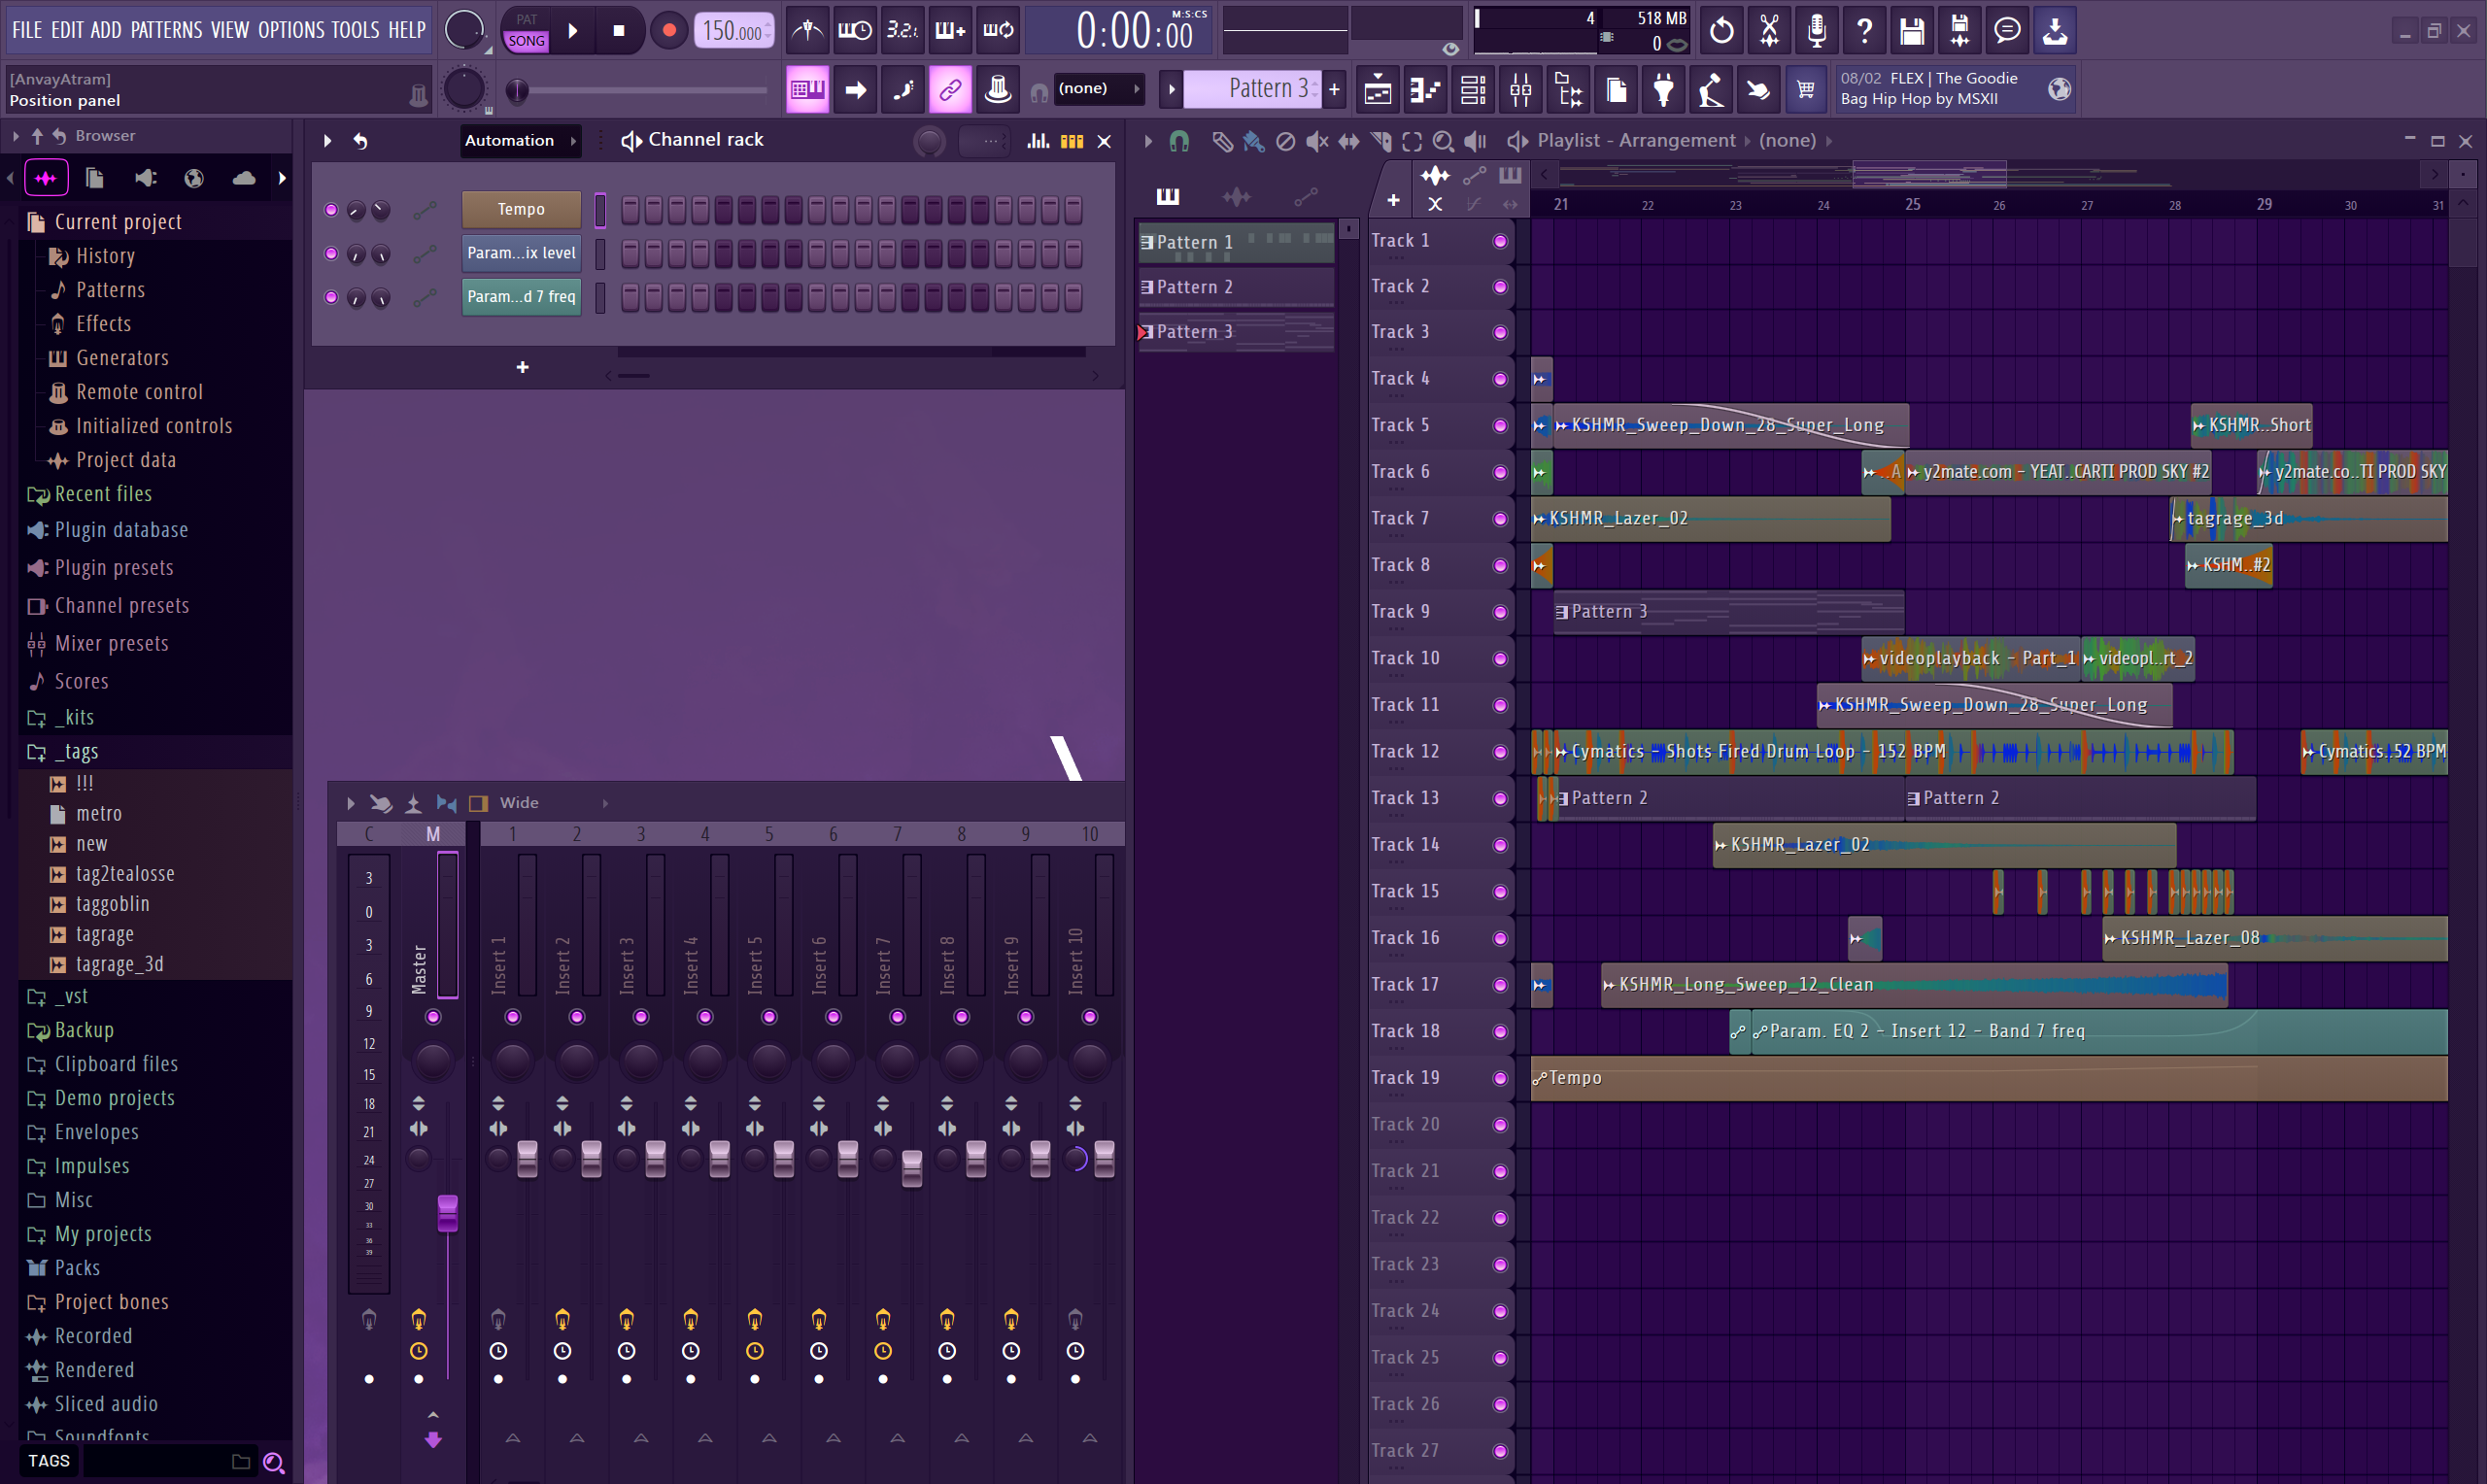 FILE EDIT ADD PATTERNS VIEW OPTIONS TOOLS HELP
PAT
SONG
150.000
3.2.
M:S:CS
0:00:00
4
518 MB
0
[AnvayAtram]
Position panel
(none)
Pattern 3
08/02 FLEX | The Goodie
Bag Hip Hop by MSXII
Browser
Current project
History
Patterns
Effects
Generators
Remote control
Initialized controls
Project data
Recent files
Plugin database
Plugin presets
Channel presets
Mixer presets
Scores
_kits
_tags
!!!
metro
new
tag2tealosse
taggoblin
tagrage
tagrage_3d
_vst
Backup
Clipboard files
Demo projects
Envelopes
Impulses
Misc
My projects
Packs
Project bones
Recorded
Rendered
Sliced audio
Soundfonts
TAGS
Automation
Channel rack
Tempo
Param...ix level
Param...d 7 freq
Wide
C M 1 2 3 4 5 6 7 8 9 10
3
0
3
6
9
12
15
18
21
24
27
30
33
36
39
Master
Insert 1
Insert 2
Insert 3
Insert 4
Insert 5
Insert 6
Insert 7
Insert 8
Insert 9
Insert 10
Playlist - Arrangement
(none)
Pattern 1
Pattern 2
Pattern 3
21 22 23 24 25 26 27 28 29 30 31
Track 1
Track 2
Track 3
Track 4
Track 5
KSHMR_Sweep_Down_28_Super_Long
KSHMR..Short
Track 6
..A
y2mate.com - YEAT..CARTI PROD SKY #2
y2mate.co..TI PROD SKY
Track 7
KSHMR_Lazer_02
tagrage_3d
Track 8
KSHM..#2
Track 9
Pattern 3
Track 10
videoplayback - Part_1
videopl..rt_2
Track 11
KSHMR_Sweep_Down_28_Super_Long
Track 12
Cymatics - Shots Fired Drum Loop - 152 BPM
Cymatics..52 BPM
Track 13
Pattern 2
Pattern 2
Track 14
KSHMR_Lazer_02
Track 15
Track 16
KSHMR_Lazer_08
Track 17
KSHMR_Long_Sweep_12_Clean
Track 18
Param. EQ 2 - Insert 12 - Band 7 freq
Track 19
Tempo
Track 20
Track 21
Track 22
Track 23
Track 24
Track 25
Track 26
Track 27